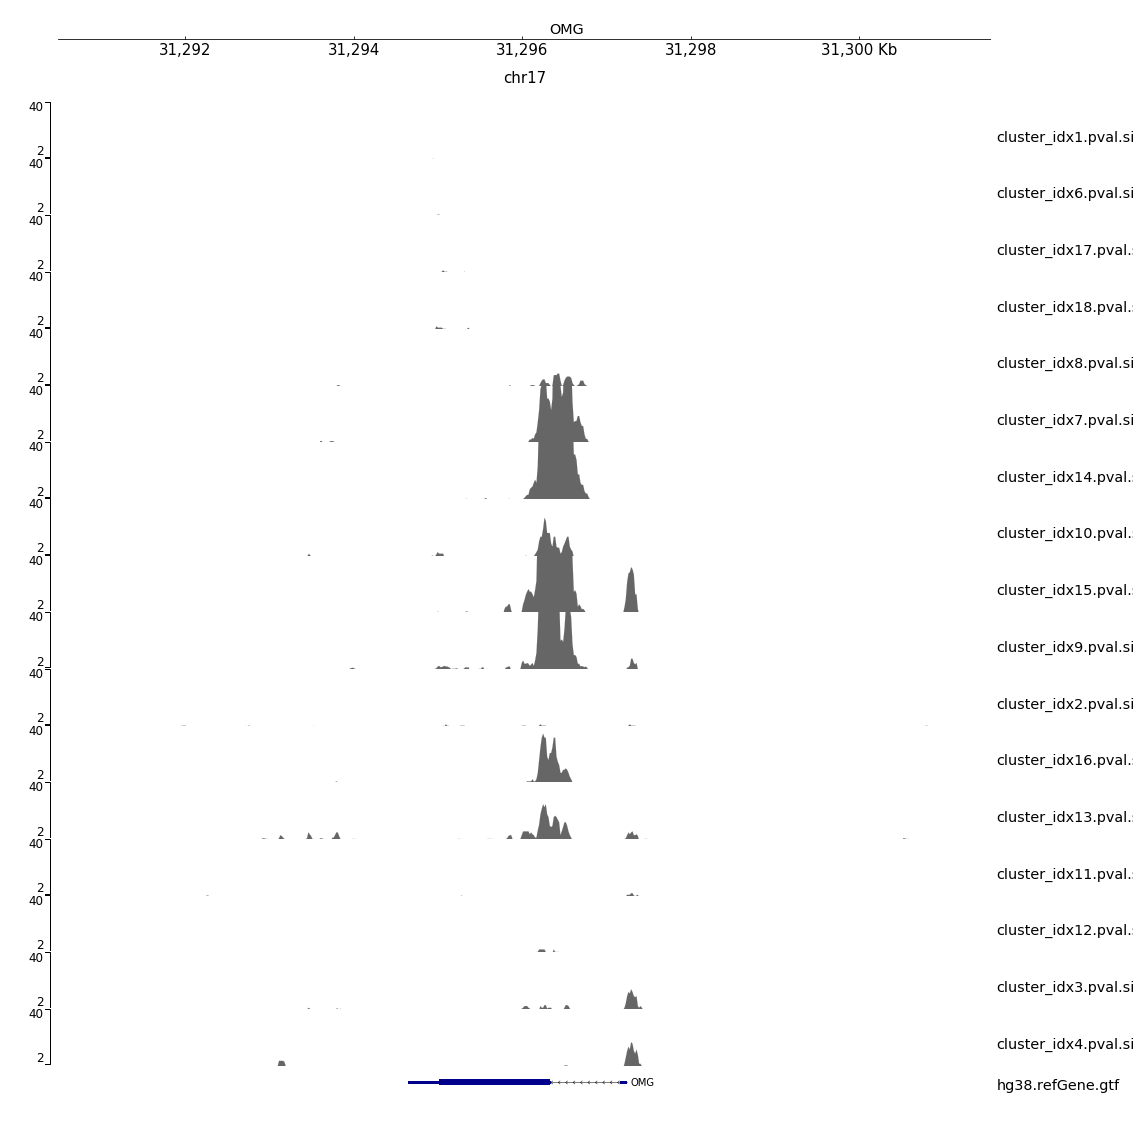 OMG
31,292 31,294 31,296 31,298 31,300 Kb
chr17
40
cluster_idx1.pval.si
2
40
cluster_idx6.pval.si
2
40
cluster_idx17.pval.s
2
40
cluster_idx18.pval.s
2
40
cluster_idx8.pval.si
2
40
cluster_idx7.pval.si
2
40
cluster_idx14.pval.s
2
40
cluster_idx10.pval.s
2
40
cluster_idx15.pval.s
2
40
cluster_idx9.pval.si
2
40
cluster_idx2.pval.si
2
40
cluster_idx16.pval.s
2
40
cluster_idx13.pval.s
2
40
cluster_idx11.pval.s
2
40
cluster_idx12.pval.s
2
40
cluster_idx3.pval.si
2
40
cluster_idx4.pval.si
2
OMG
hg38.refGene.gtf